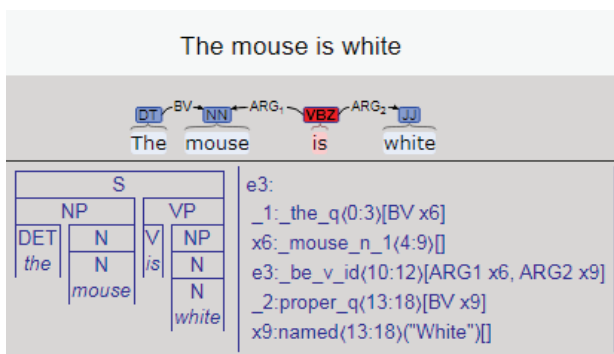 The mouse is white
BV ARG1 ARG2
DT NN VBZ JJ
The mouse is white
S
NP VP
DET N V NP
the N is N
mouse N
white
e3:
_1:_the_q⟨0:3⟩[BV x6]
x6:_mouse_n_1⟨4:9⟩[]
e3:_be_v_id⟨10:12⟩[ARG1 x6, ARG2 x9]
_2:proper_q⟨13:18⟩[BV x9]
x9:named⟨13:18⟩("White")[]